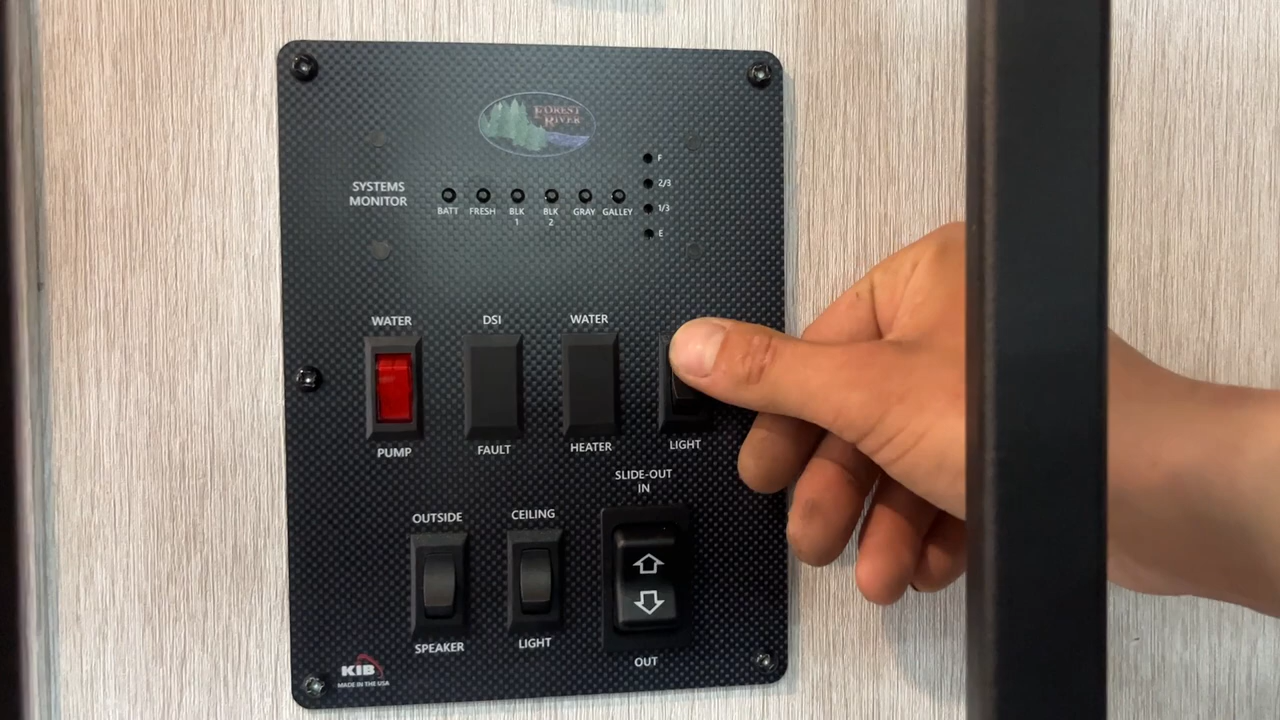 FOREST
RIVER
SYSTEMS
MONITOR
BATT
FRESH
BLK
1
BLK
2
GRAY
GALLEY
F
2/3
1/3
E
WATER
PUMP
DSI
FAULT
WATER
HEATER
LIGHT
OUTSIDE
SPEAKER
CEILING
LIGHT
SLIDE-OUT
IN
OUT
KIB
MADE IN THE USA